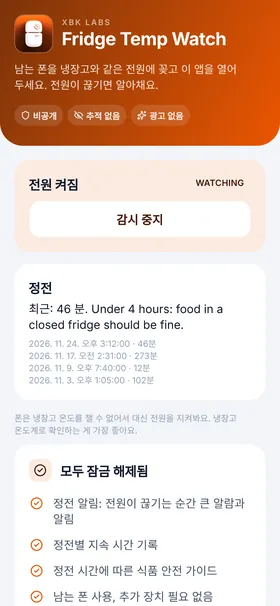 XBK LABS
Fridge Temp Watch
남는 폰을 냉장고와 같은 전원에 꽂고 이 앱을 열어
두세요. 전원이 끊기면 알아채요.
비공개
추적 없음
광고 없음
전원 켜짐
WATCHING
감시 중지
정전
최근: 46 분. Under 4 hours: food in a
closed fridge should be fine.
2026. 11. 24. 오후 3:12:00 · 46분
2026. 11. 17. 오전 2:31:00 · 273분
2026. 11. 9. 오후 7:40:00 · 12분
2026. 11. 3. 오후 1:05:00 · 102분
폰은 냉장고 온도를 잴 수 없어서 대신 전원을 지켜봐요. 냉장고
온도계로 확인하는 게 가장 좋아요.
모두 잠금 해제됨
정전 알림: 전원이 끊기는 순간 큰 알람과
알림
정전별 지속 시간 기록
정전 시간에 따른 식품 안전 가이드
남는 폰 사용, 추가 장치 필요 없음